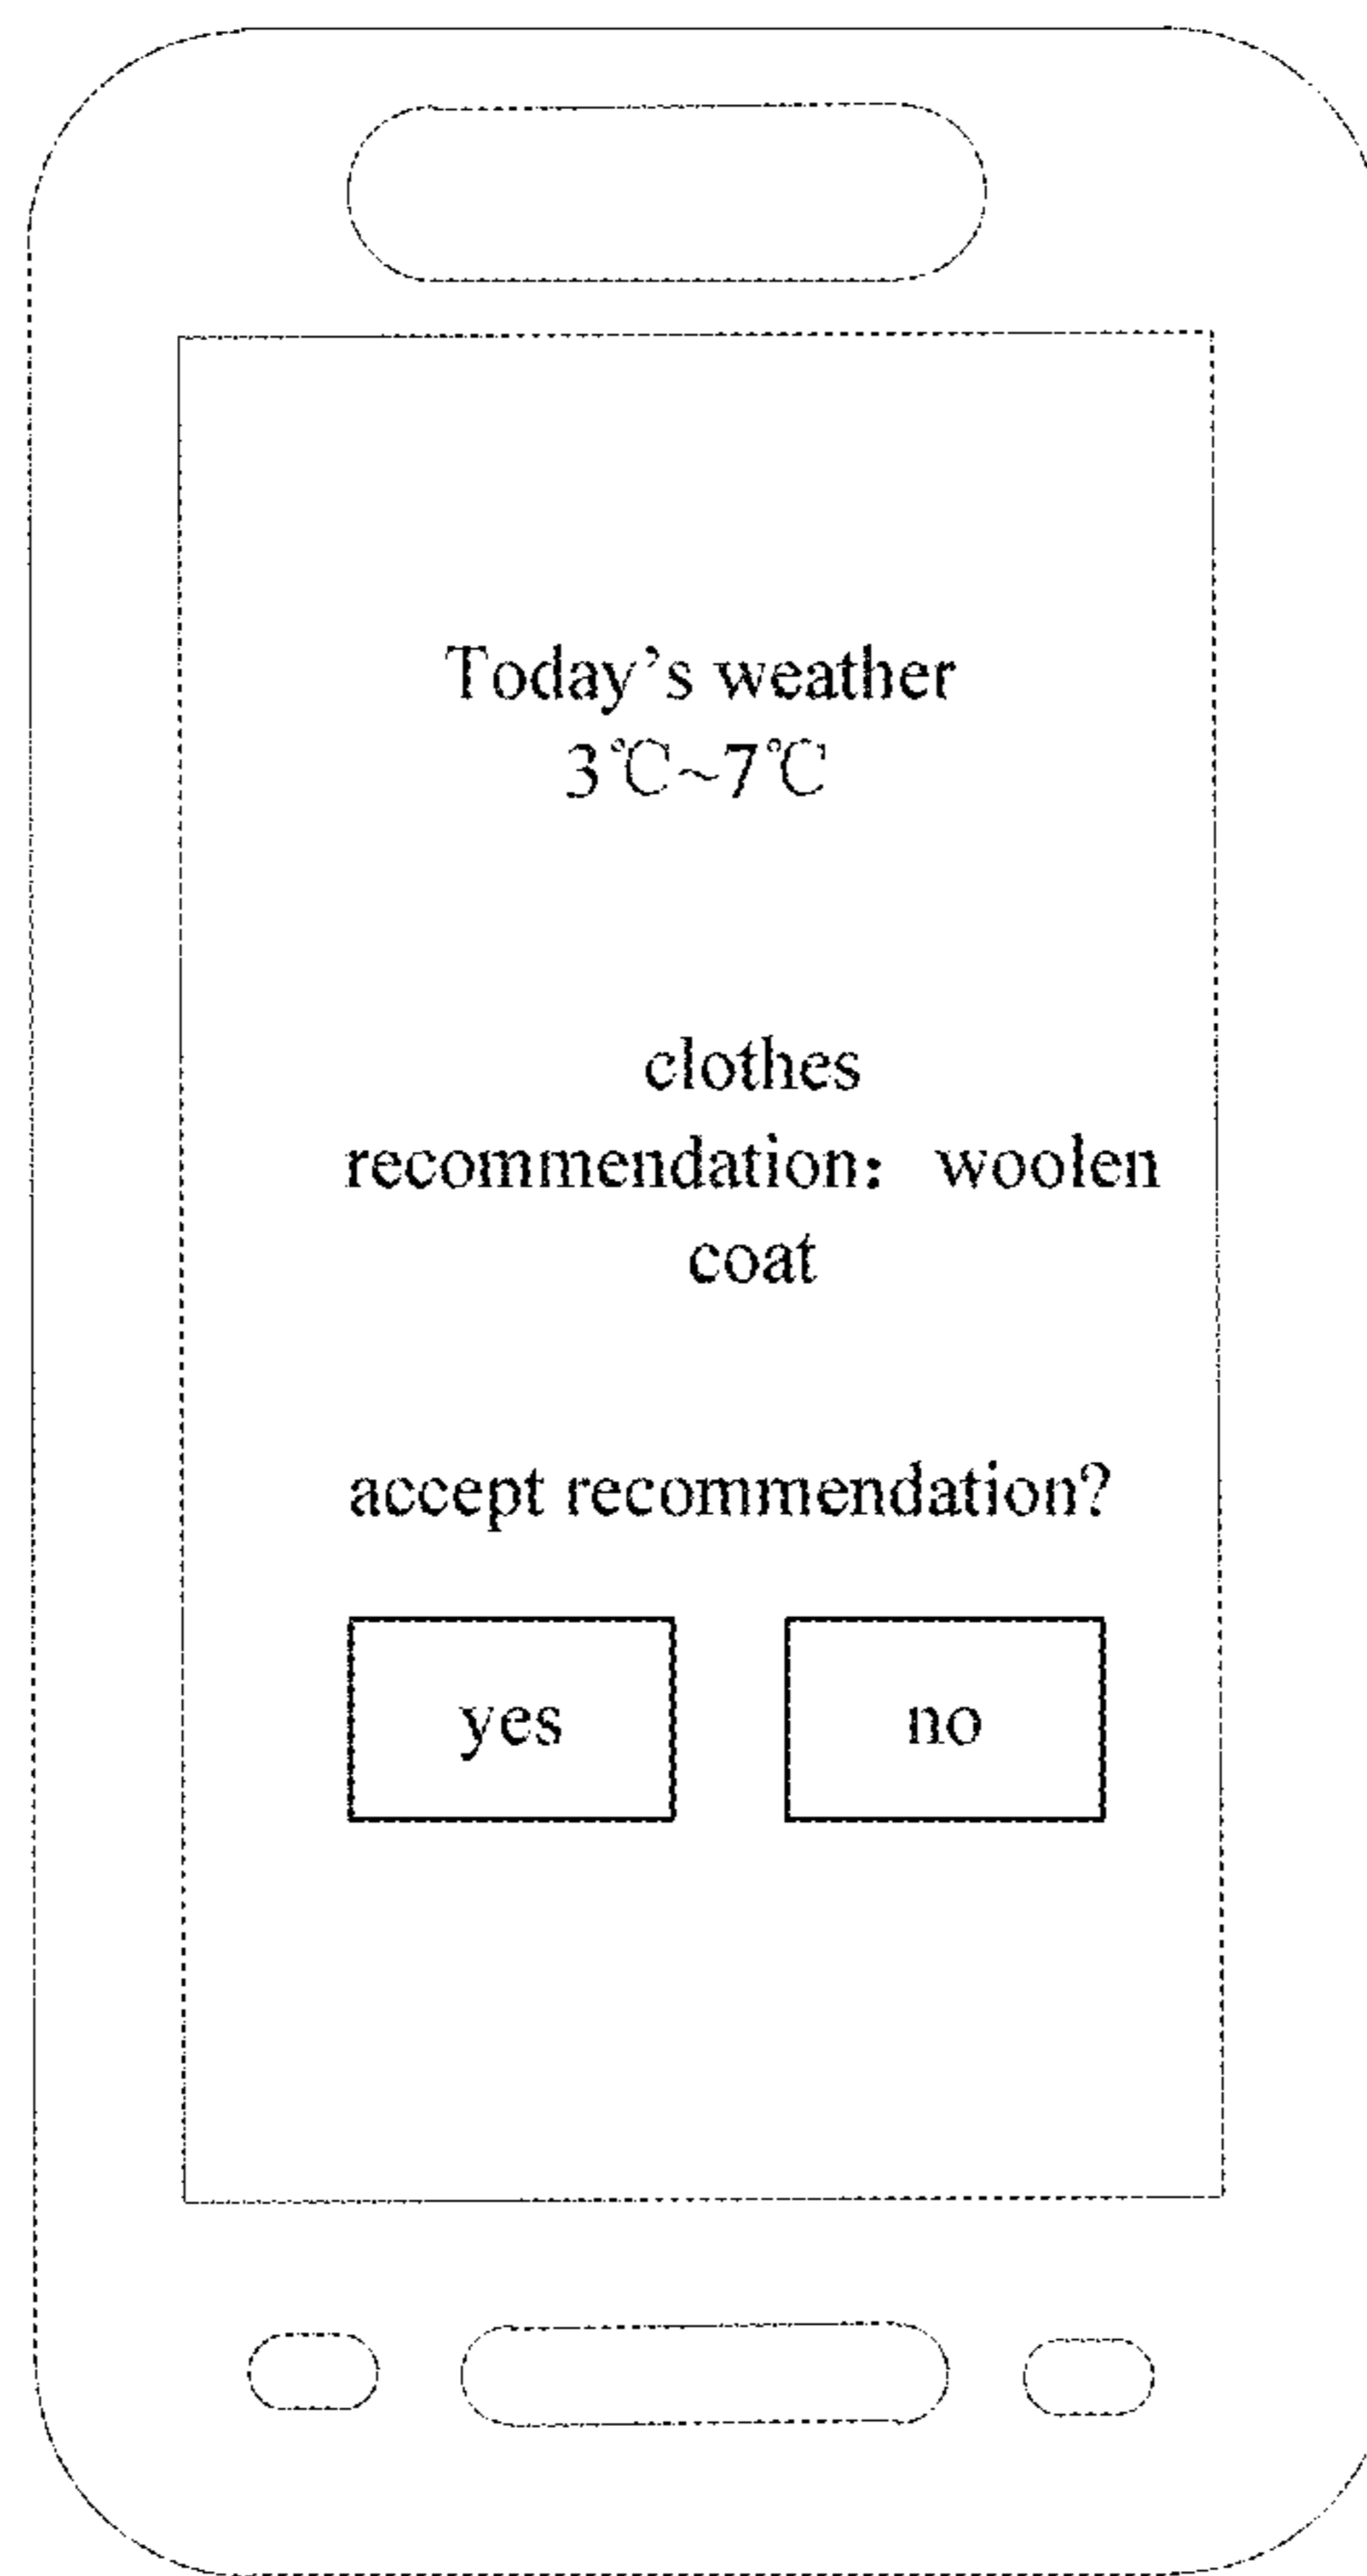 Today’s weather
3℃~7℃
clothes
recommendation： woolen
coat
accept recommendation?
yes
no